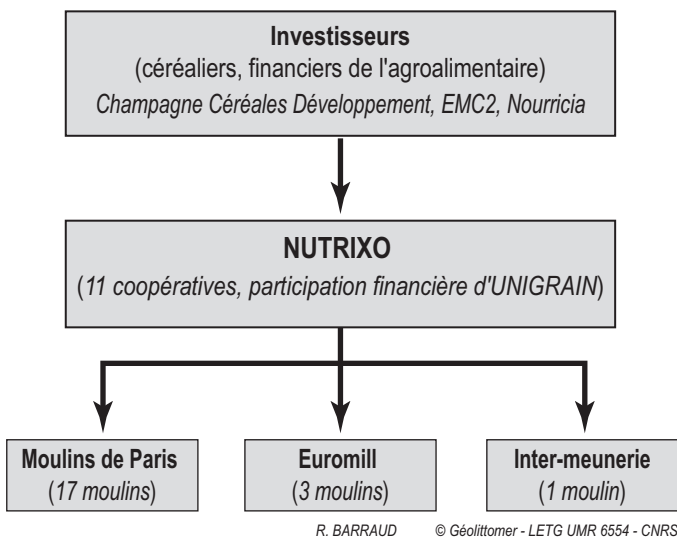 Investisseurs
(céréaliers, financiers de l'agroalimentaire)
Champagne Céréales Développement, EMC2, Nourricia
NUTRIXO
(11 coopératives, participation financière d'UNIGRAIN)
Moulins de Paris
(17 moulins)
Euromill
(3 moulins)
Inter-meunerie
(1 moulin)
R. BARRAUD © Géolittomer - LETG UMR 6554 - CNRS